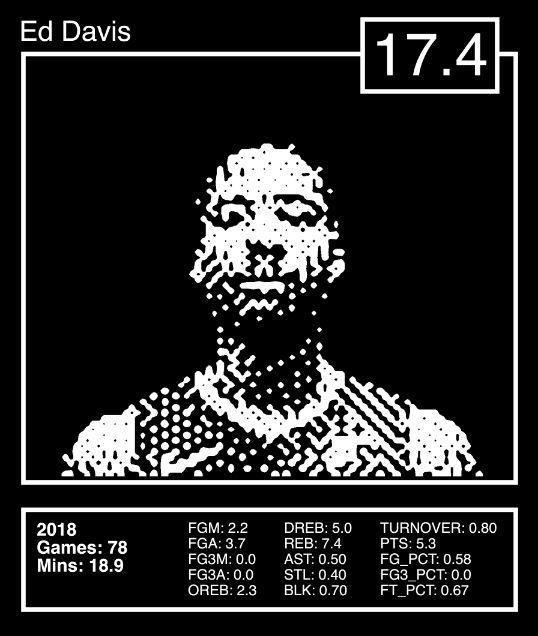 Ed Davis
17.4
2018
Games: 78
Mins: 18.9
FGM: 2.2
FGA: 3.7
FG3M: 0.0
FG3A: 0.0
OREB: 2.3
DREB: 5.0
REB: 7.4
AST: 0.50
STL: 0.40
BLK: 0.70
TURNOVER: 0.80
PTS: 5.3
FG_PCT: 0.58
FG3_PCT: 0.0
FT_PCT: 0.67